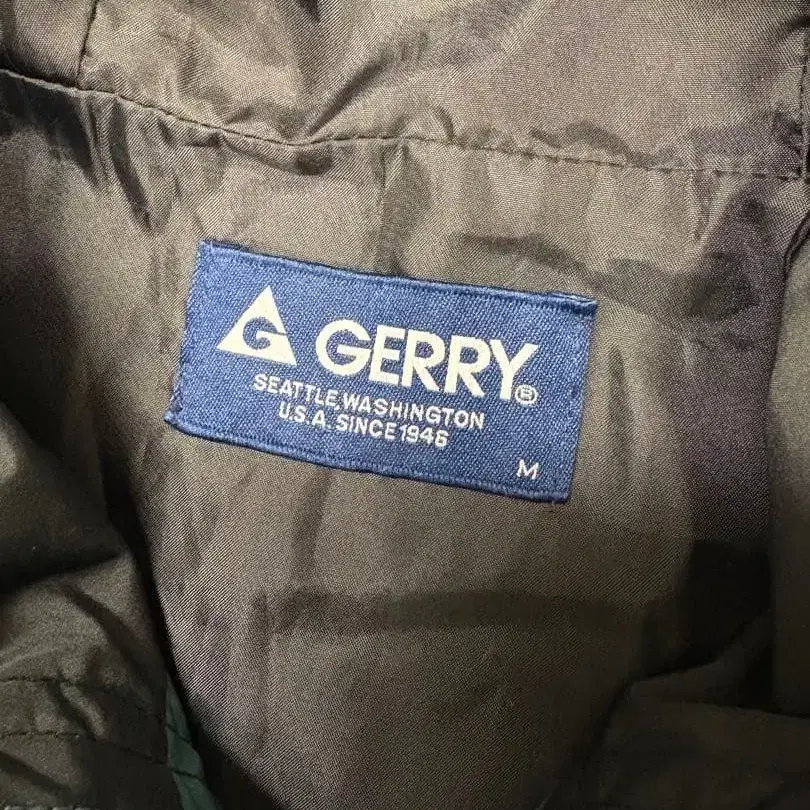 G GERRY®
SEATTLE,WASHINGTON
U.S.A. SINCE 1946
M